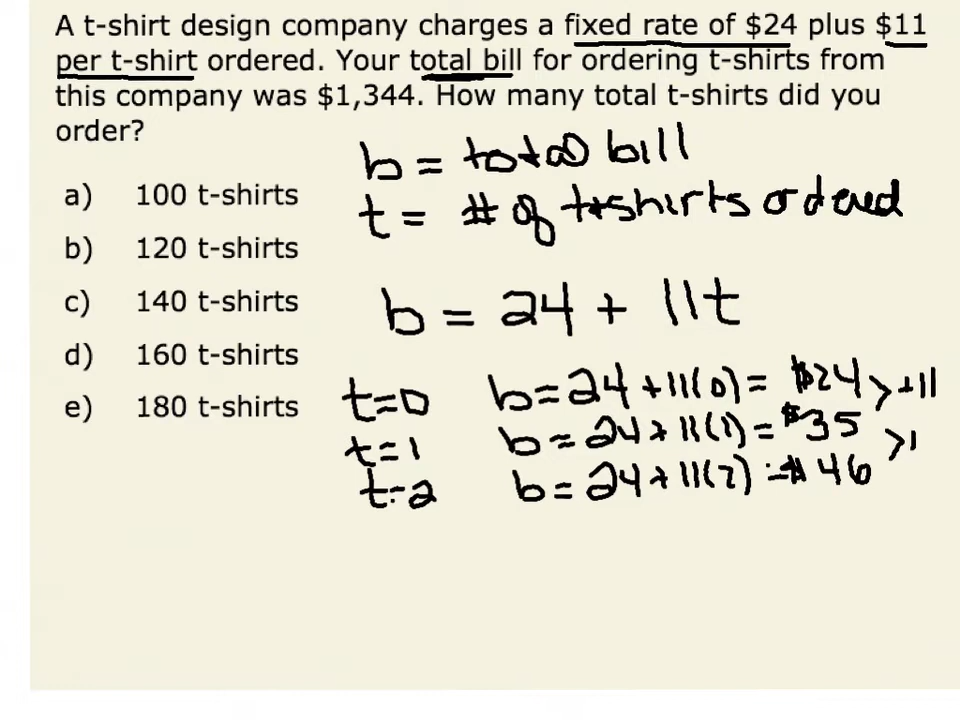 A t-shirt design company charges a fixed rate of $24 plus $11
per t-shirt ordered. Your total bill for ordering t-shirts from
this company was $1,344. How many total t-shirts did you
order?
b = total bill
t = # of t-shirts ordered
a) 100 t-shirts
b) 120 t-shirts
c) 140 t-shirts
d) 160 t-shirts
e) 180 t-shirts
b = 24 + 11t
t=0 b=24+11(0)= $24 >+11
t=1 b=24+11(1)=$35 >1
t=2 b=24+11(2)=$46